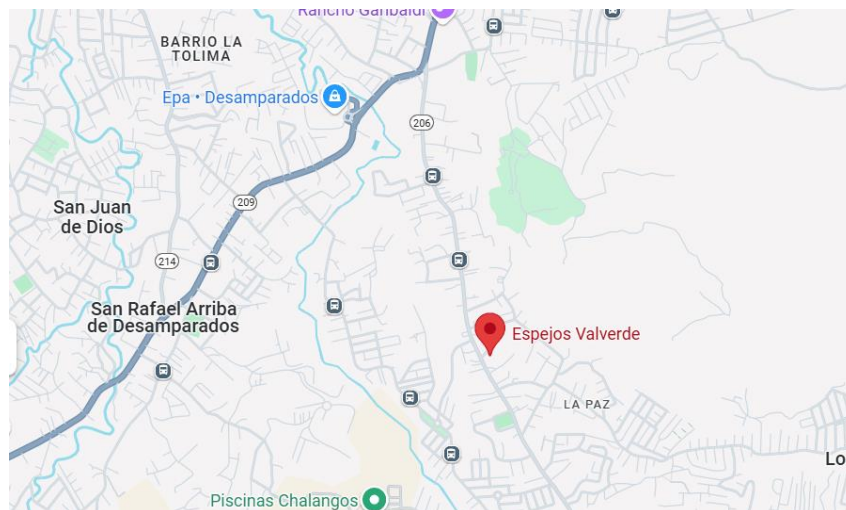 Rancho Garibaldi
BARRIO LA
TOLIMA
Epa • Desamparados
206
San Juan
de Dios
209
214
San Rafael Arriba
de Desamparados
Espejos Valverde
LA PAZ
Lo
Piscinas Chalangos